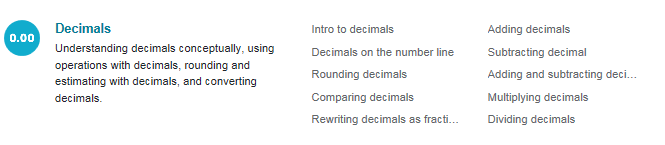 0.00
Decimals
Understanding decimals conceptually, using
operations with decimals, rounding and
estimating with decimals, and converting
decimals.
Intro to decimals
Decimals on the number line
Rounding decimals
Comparing decimals
Rewriting decimals as fracti...
Adding decimals
Subtracting decimal
Adding and subtracting deci...
Multiplying decimals
Dividing decimals